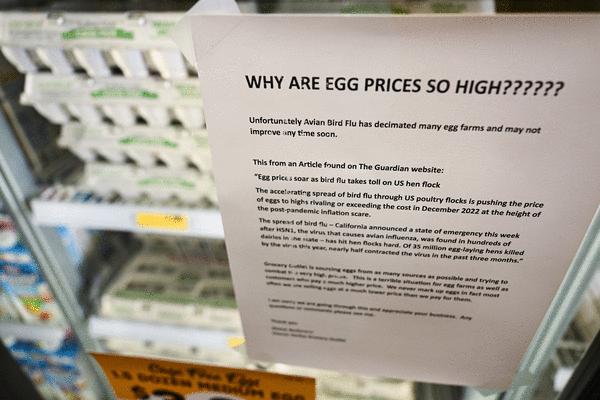 WHY ARE EGG PRICES SO HIGH??????
Unfortunately Avian Bird Flu has decimated many egg farms and may not
improve any time soon.
This from an Article found on The Guardian website:
"Egg prices soar as bird flu takes toll on US hen flock
The accelerating spread of bird flu through US poultry flocks is pushing the price
of eggs to highs rivaling or exceeding the cost in December 2022 at the height of
the post-pandemic inflation scare.
The spread of bird flu – California announced a state of emergency this week
after H5N1, the virus that causes avian influenza, was found in hundreds of
dairies in the state – has hit hen flocks hard. Of 35 million egg-laying hens killed
by the virus this year, nearly half contracted the virus in the past three months."
Grocery Outlet is sourcing eggs from as many sources as possible and trying to
combat the very high prices. This is a terrible situation for egg farms as well as
customers who pay a much higher price. We never mark up eggs in fact most
often we are selling eggs at a much lower price than we pay for them.
I am sorry we are going through this and appreciate your business. Any
questions or comments please see me.
Thank you
Cage Free Eggs
1.5 DOZEN MEDIUM EGG